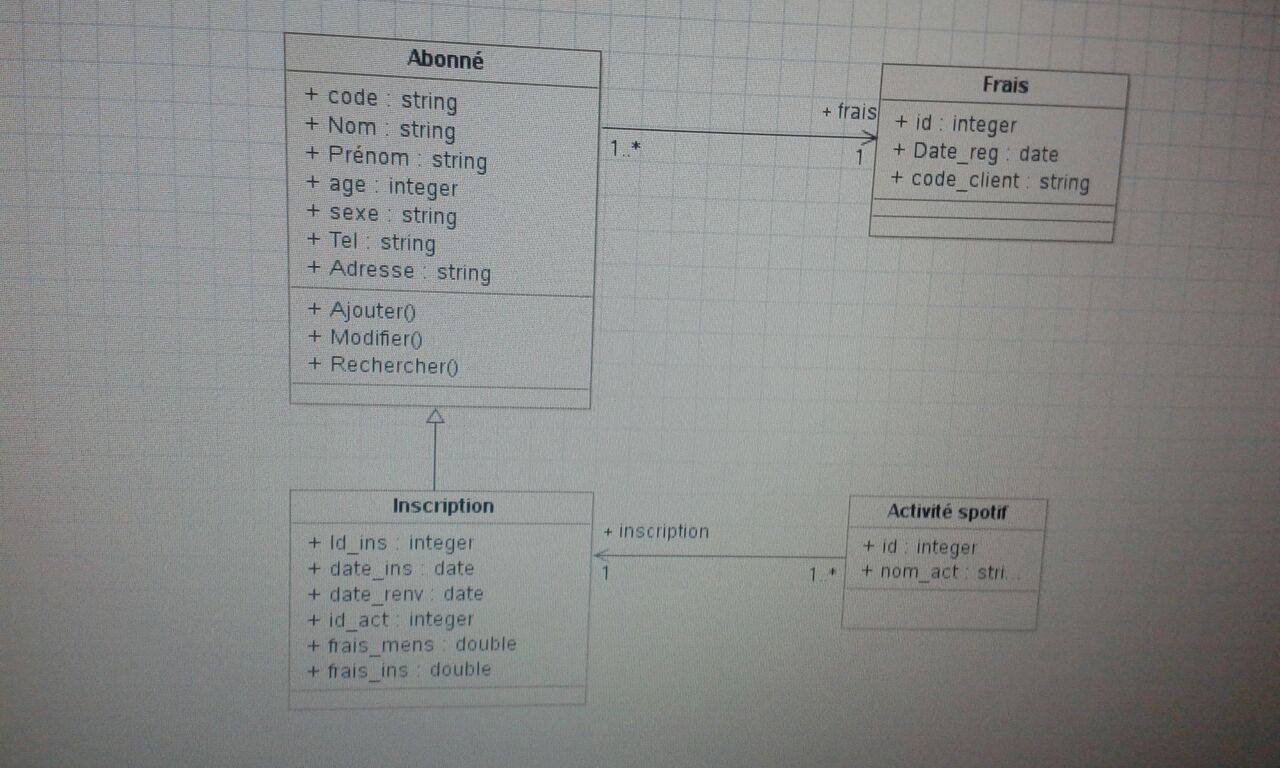 Abonné
+ code : string
+ Nom : string
+ Prénom : string
+ age : integer
+ sexe : string
+ Tel : string
+ Adresse : string
+ Ajouter()
+ Modifier()
+ Rechercher()
1..*
+ frais
1
Frais
+ id : integer
+ Date_reg : date
+ code_client : string
Inscription
+ Id_ins : integer
+ date_ins : date
+ date_renv : date
+ id_act : integer
+ frais_mens : double
+ frais_ins : double
+ inscription
1
1..*
Activité spotif
+ id : integer
+ nom_act : stri...